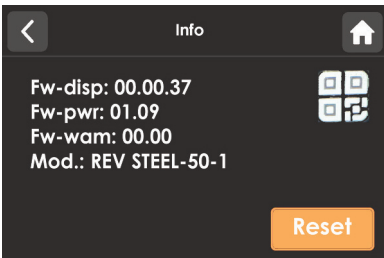 Info
Fw-disp: 00.00.37
Fw-pwr: 01.09
Fw-wam: 00.00
Mod.: REV STEEL-50-1
Reset